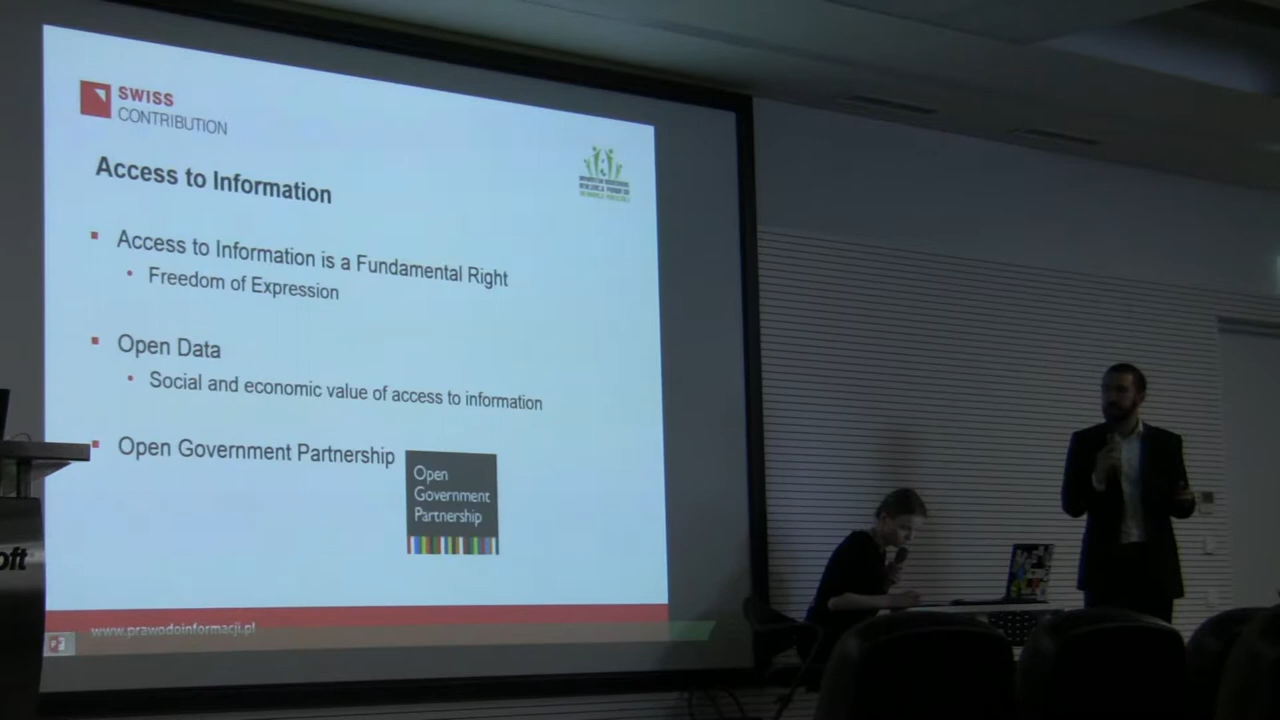 SWISS
CONTRIBUTION
Access to Information
Access to Information is a Fundamental Right
Freedom of Expression
Open Data
Social and economic value of access to information
Open Government Partnership
Open
Government
Partnership
oft
www.prawodoinformacji.pl